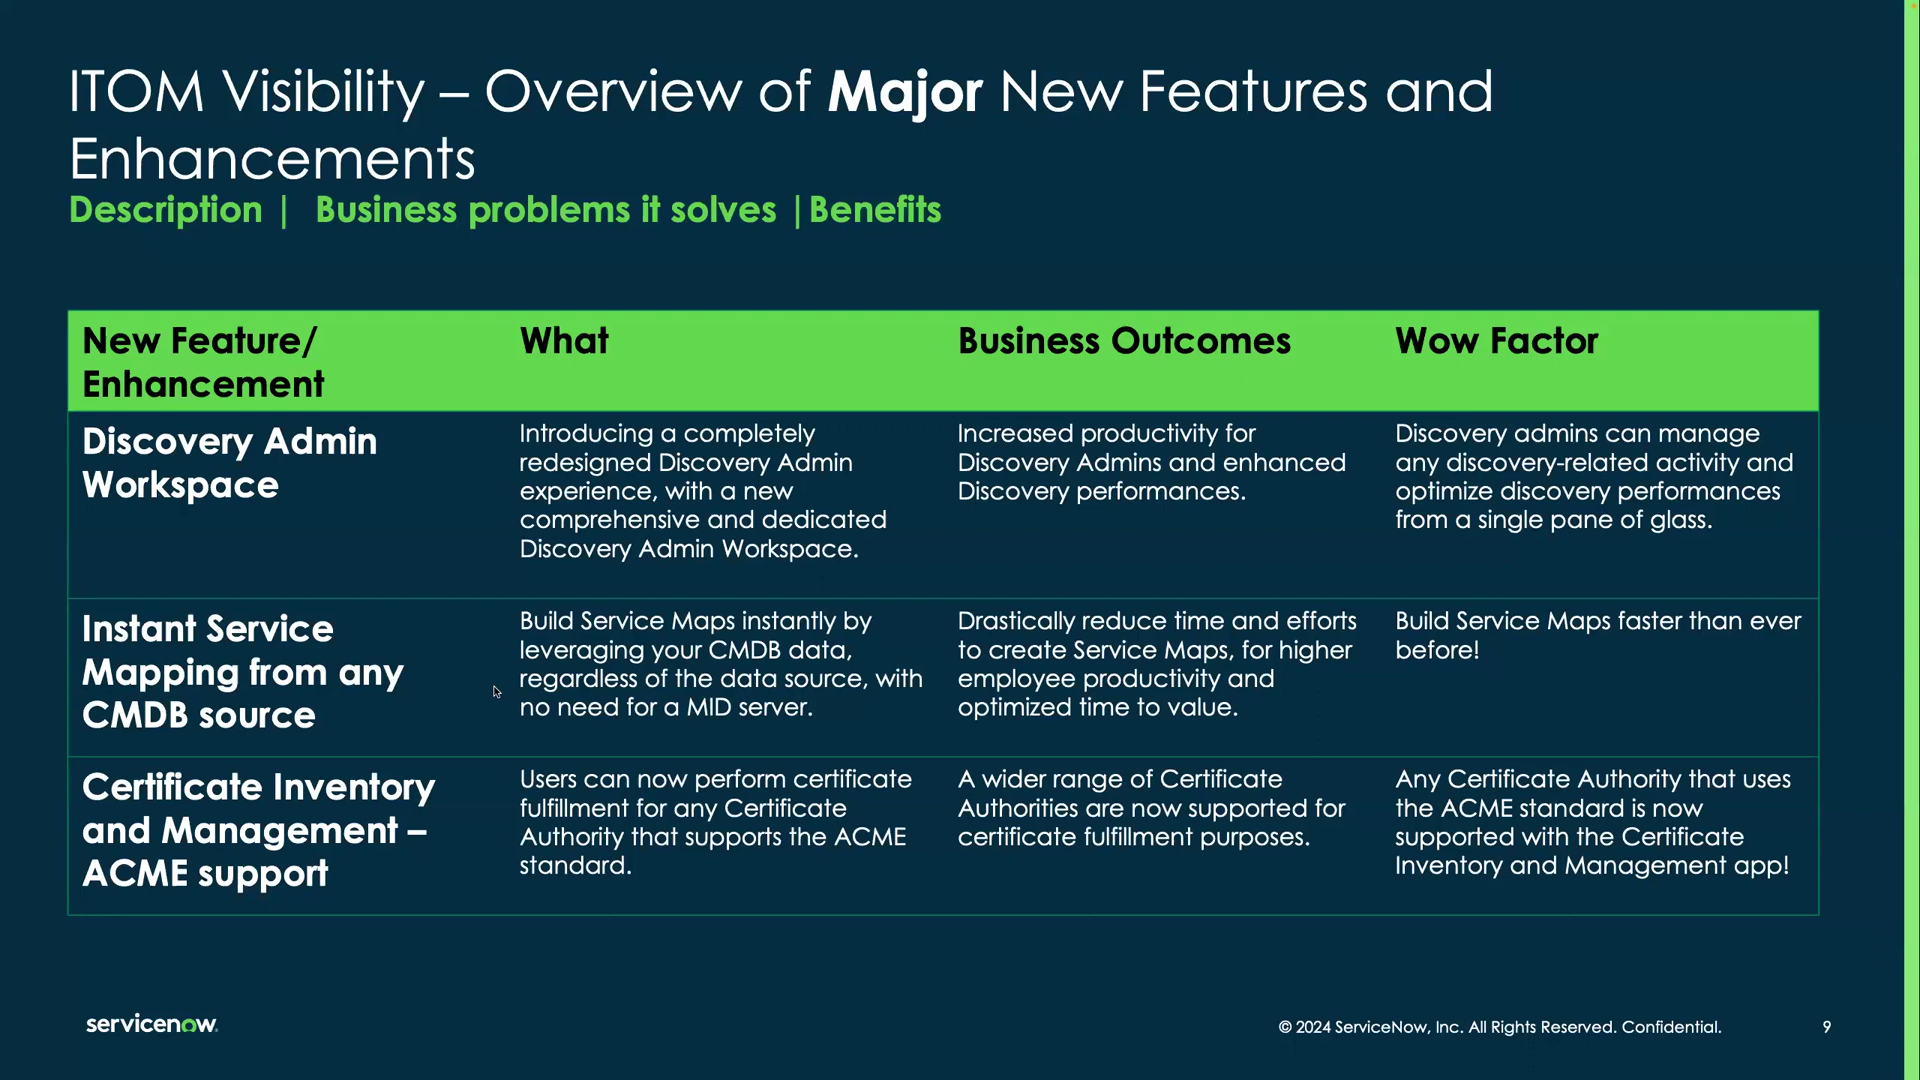 ITOM Visibility – Overview of Major New Features and
Enhancements
Description | Business problems it solves |Benefits
New Feature/
Enhancement
What
Business Outcomes
Wow Factor
Discovery Admin
Workspace
Introducing a completely
redesigned Discovery Admin
experience, with a new
comprehensive and dedicated
Discovery Admin Workspace.
Increased productivity for
Discovery Admins and enhanced
Discovery performances.
Discovery admins can manage
any discovery-related activity and
optimize discovery performances
from a single pane of glass.
Instant Service
Mapping from any
CMDB source
Build Service Maps instantly by
leveraging your CMDB data,
regardless of the data source, with
no need for a MID server.
Drastically reduce time and efforts
to create Service Maps, for higher
employee productivity and
optimized time to value.
Build Service Maps faster than ever
before!
Certificate Inventory
and Management –
ACME support
Users can now perform certificate
fulfillment for any Certificate
Authority that supports the ACME
standard.
A wider range of Certificate
Authorities are now supported for
certificate fulfillment purposes.
Any Certificate Authority that uses
the ACME standard is now
supported with the Certificate
Inventory and Management app!
servicenow
© 2024 ServiceNow, Inc. All Rights Reserved. Confidential.
9